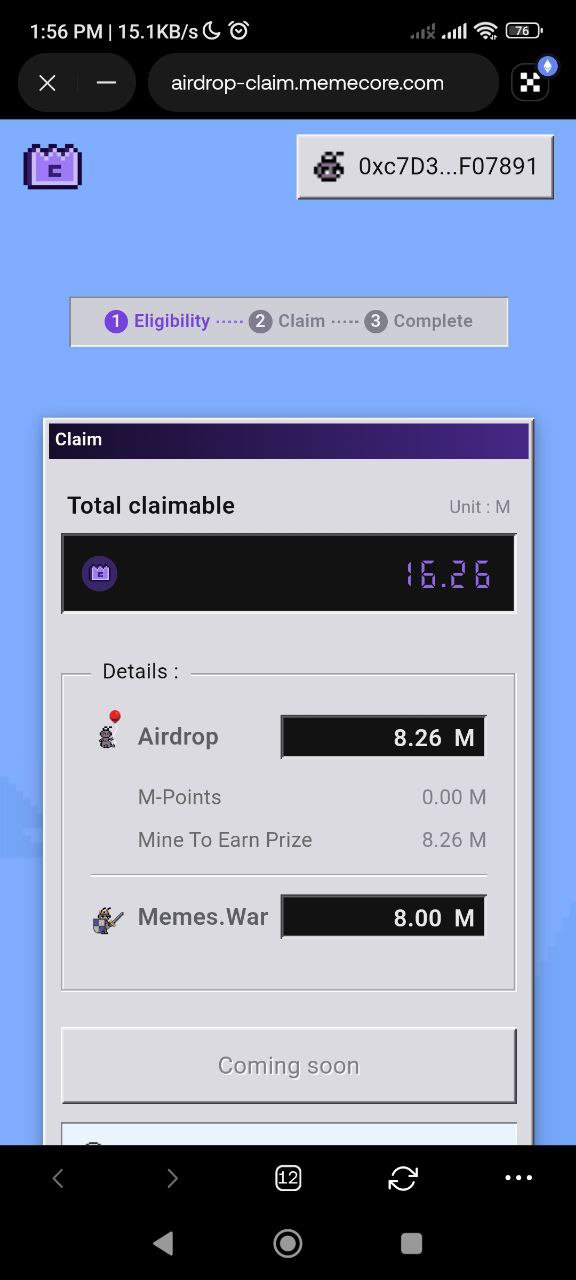 1:56 PM | 15.1KB/s
76
airdrop-claim.memecore.com
0xc7D3...F07891
1 Eligibility ····· 2 Claim ····· 3 Complete
Claim
Total claimable Unit : M
16.26
Details :
Airdrop 8.26 M
M-Points 0.00 M
Mine To Earn Prize 8.26 M
Memes.War 8.00 M
Coming soon
12